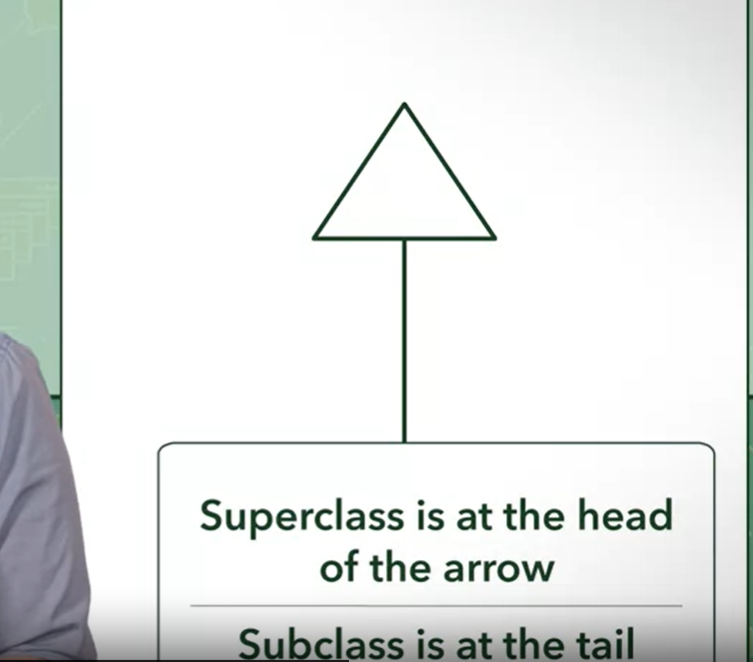 Superclass is at the head
of the arrow
Subclass is at the tail